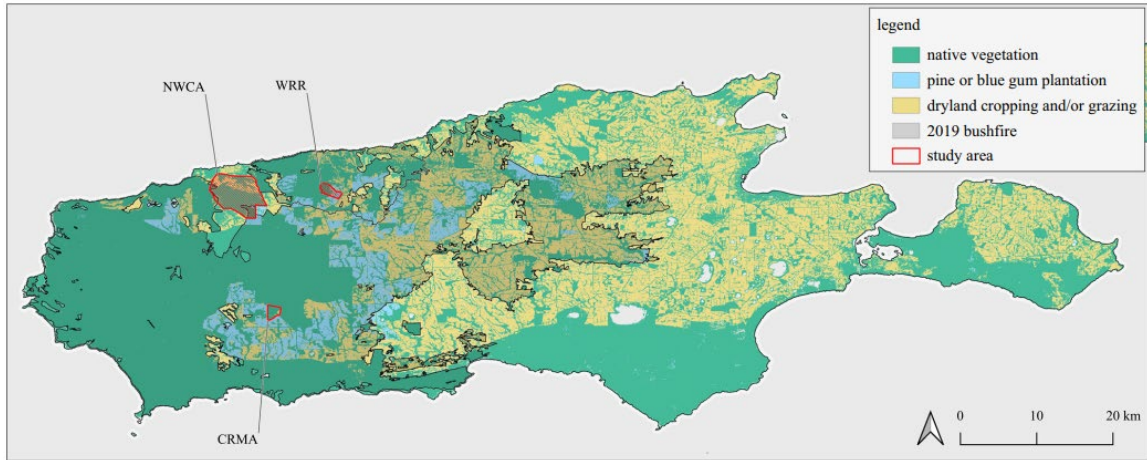 legend
native vegetation
pine or blue gum plantation
dryland cropping and/or grazing
2019 bushfire
study area
NWCA
WRR
CRMA
0 10 20 km